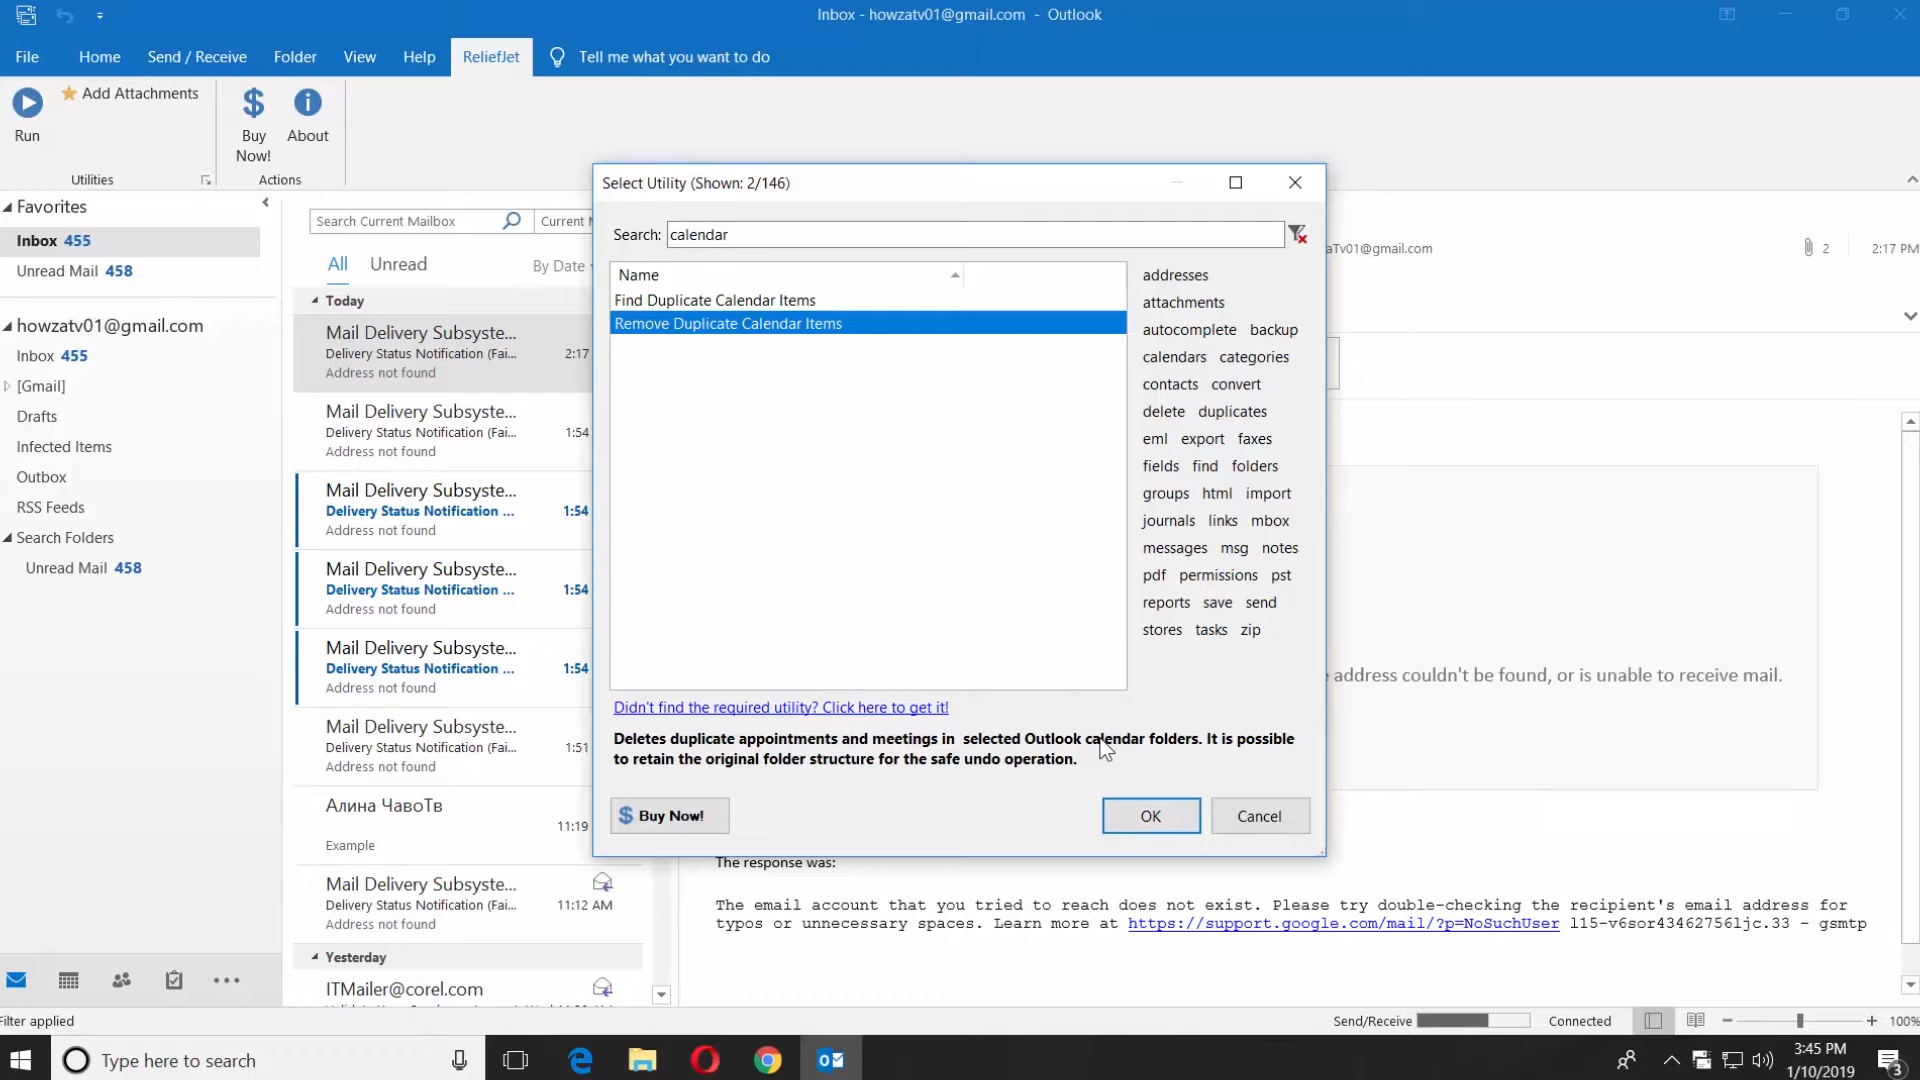 Inbox - howzatv01@gmail.com - Outlook
File Home Send / Receive Folder View Help ReliefJet Tell me what you want to do
Run
Add Attachments
Buy Now!
About
Utilities
Actions
Favorites
Inbox 455
Unread Mail 458
howzatv01@gmail.com
Inbox 455
[Gmail]
Drafts
Infected Items
Outbox
RSS Feeds
Search Folders
Unread Mail 458
Search Current Mailbox
All Unread By Date
Today
Mail Delivery Subsyste...
Delivery Status Notification (Fai... 2:17
Address not found
Mail Delivery Subsyste...
Delivery Status Notification (Fai... 1:54
Address not found
Mail Delivery Subsyste...
Delivery Status Notification ... 1:54
Address not found
Mail Delivery Subsyste...
Delivery Status Notification ... 1:54
Address not found
Mail Delivery Subsyste...
Delivery Status Notification ... 1:54
Address not found
Mail Delivery Subsyste...
Delivery Status Notification (Fai... 1:51
Address not found
Алина ЧавоТв
11:19
Example
Mail Delivery Subsyste...
Delivery Status Notification (Fai... 11:12 AM
Address not found
Yesterday
ITMailer@corel.com
Select Utility (Shown: 2/146)
Search: calendar
Name
Find Duplicate Calendar Items
Remove Duplicate Calendar Items
addresses
attachments
autocomplete backup
calendars categories
contacts convert
delete duplicates
eml export faxes
fields find folders
groups html import
journals links mbox
messages msg notes
pdf permissions pst
reports save send
stores tasks zip
Didn't find the required utility? Click here to get it!
Deletes duplicate appointments and meetings in selected Outlook calendar folders. It is possible
to retain the original folder structure for the safe undo operation.
Buy Now!
OK
Cancel
aTv01@gmail.com
2
2:17 PM
address couldn't be found, or is unable to receive mail.
The response was:
The email account that you tried to reach does not exist. Please try double-checking the recipient's email address for
typos or unnecessary spaces. Learn more at https://support.google.com/mail/?p=NoSuchUser l15-v6sor4346275​6ljc.33 - gsmtp
Filter applied
Send/Receive
Connected
100%
Type here to search
3:45 PM
1/10/2019
3